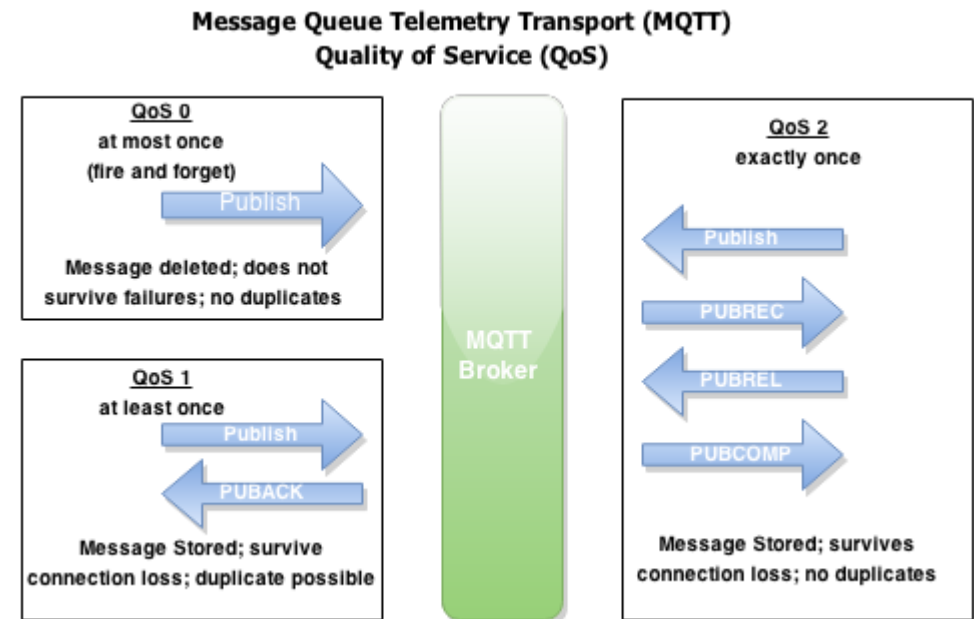 Message Queue Telemetry Transport (MQTT)
Quality of Service (QoS)
QoS 0
at most once
(fire and forget)
Publish
Message deleted; does not
survive failures; no duplicates
QoS 1
at least once
Publish
PUBACK
Message Stored; survive
connection loss; duplicate possible
MQTT
Broker
QoS 2
exactly once
Publish
PUBREC
PUBREL
PUBCOMP
Message Stored; survives
connection loss; no duplicates